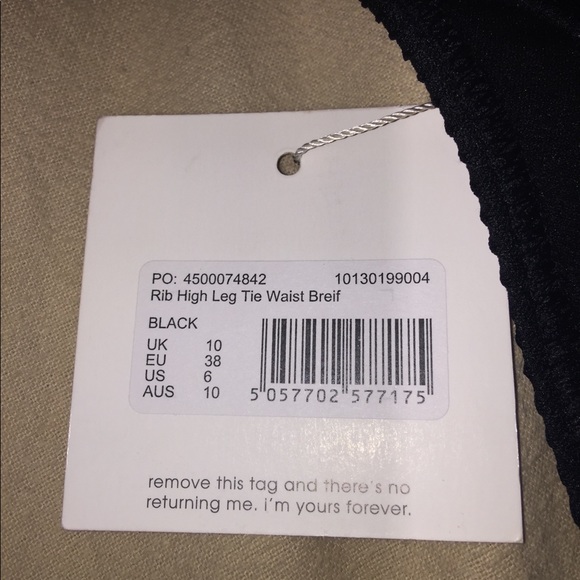 PO: 4500074842 10130199004
Rib High Leg Tie Waist Breif
BLACK
UK 10
EU 38
US 6
AUS 10
5 057702 577175
remove this tag and there's no
returning me. i'm yours forever.